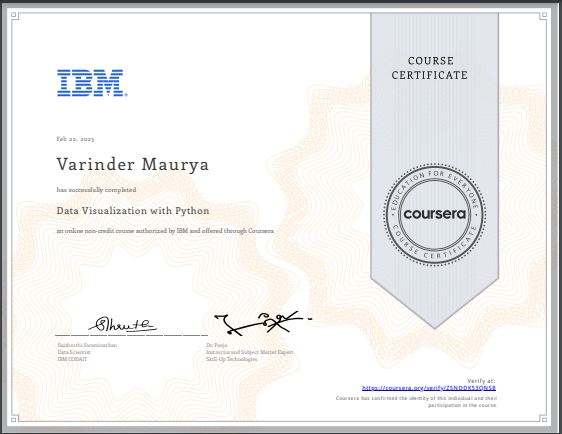 IBM
COURSE
CERTIFICATE
Feb 22, 2023
Varinder Maurya
has successfully completed
Data Visualization with Python
an online non-credit course authorized by IBM and offered through Coursera
EDUCATION FOR EVERYONE
coursera
COURSE CERTIFICATE
Saishruthi Swaminathan
Data Scientist
IBM CODAIT
Dr. Pooja
Instructor and Subject Matter Expert
SkillUp Technologies
Verify at:
https://coursera.org/verify/ZSNDDK53QNSB
Coursera has confirmed the identity of this individual and their
participation in the course.